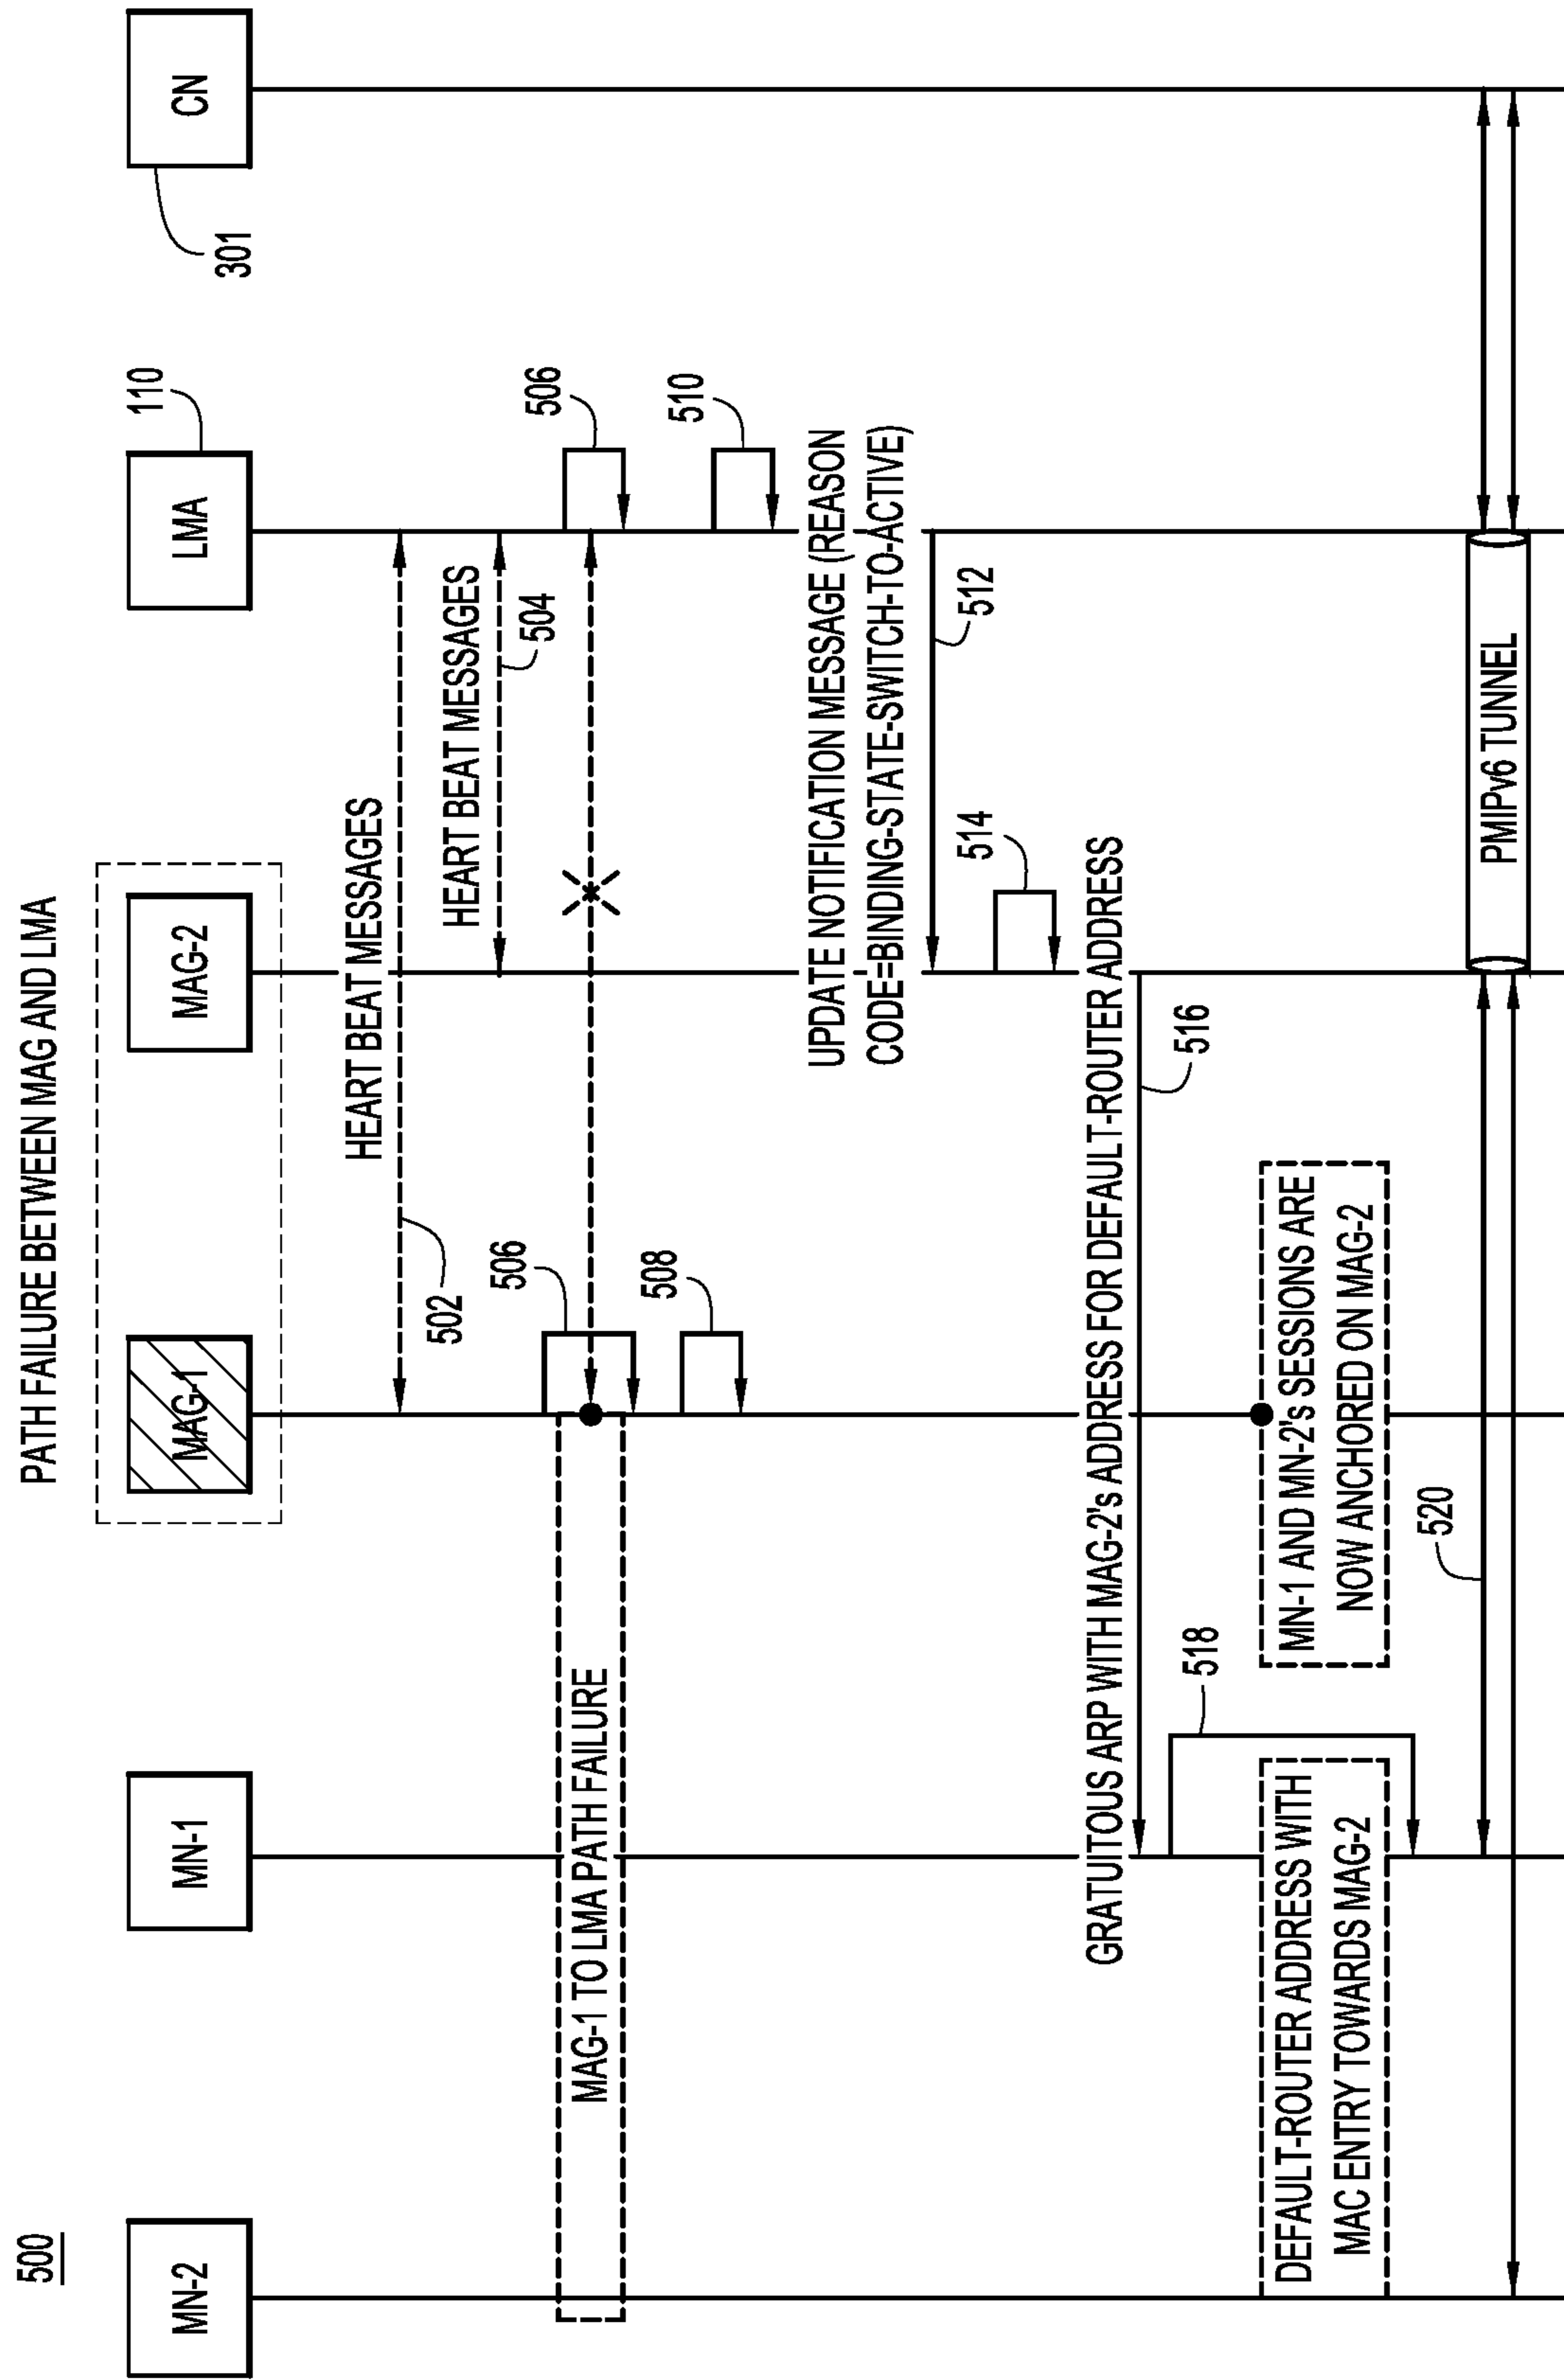 500
PATH FAILURE BETWEEN MAG AND LMA
MN-2
MN-1
MAG-1
MAG-2
LMA
110
CN
301
HEART BEAT MESSAGES
502
HEART BEAT MESSAGES
504
MAG-1 TO LMA PATH FAILURE
506
506
508
510
UPDATE NOTIFICATION MESSAGE (REASON
CODE=BINDING-STATE-SWITCH-TO-ACTIVE)
512
514
GRATUITOUS ARP WITH MAG-2's ADDRESS FOR DEFAULT-ROUTER ADDRESS
516
518
DEFAULT-ROUTER ADDRESS WITH
MAC ENTRY TOWARDS MAG-2
MN-1 AND MN-2's SESSIONS ARE
NOW ANCHORED ON MAG-2
520
PMIPv6 TUNNEL